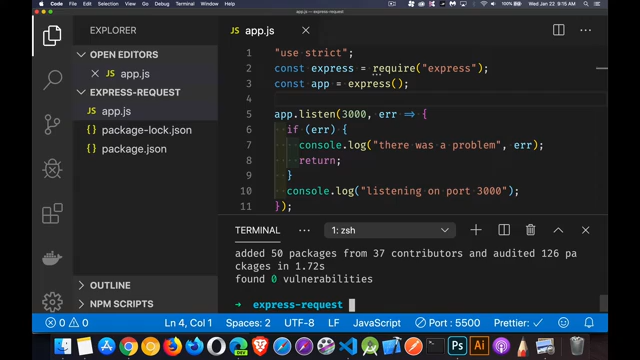 Code File Edit Selection View Go Debug Terminal Window Help
100% Wed Jan 22 9:15 AM
app.js — express-request
EXPLORER
app.js
OPEN EDITORS
app.js
EXPRESS-REQUEST
app.js
package-lock.json
package.json
OUTLINE
NPM SCRIPTS
1 "use strict";
2 const express = require("express");
3 const app = express();
4
5 app.listen(3000, err => {
6 if (err) {
7 console.log("there was a problem", err);
8 return;
9 }
10 console.log("listening on port 3000");
11 });
TERMINAL ... 1: zsh
added 50 packages from 37 contributors and audited 126 pa
ckages in 1.72s
found 0 vulnerabilities
➜ express-request
0 0 Ln 4, Col 1 Spaces: 2 UTF-8 LF JavaScript Port : 5500 Prettier: ✓
DEV
Ps
Ai